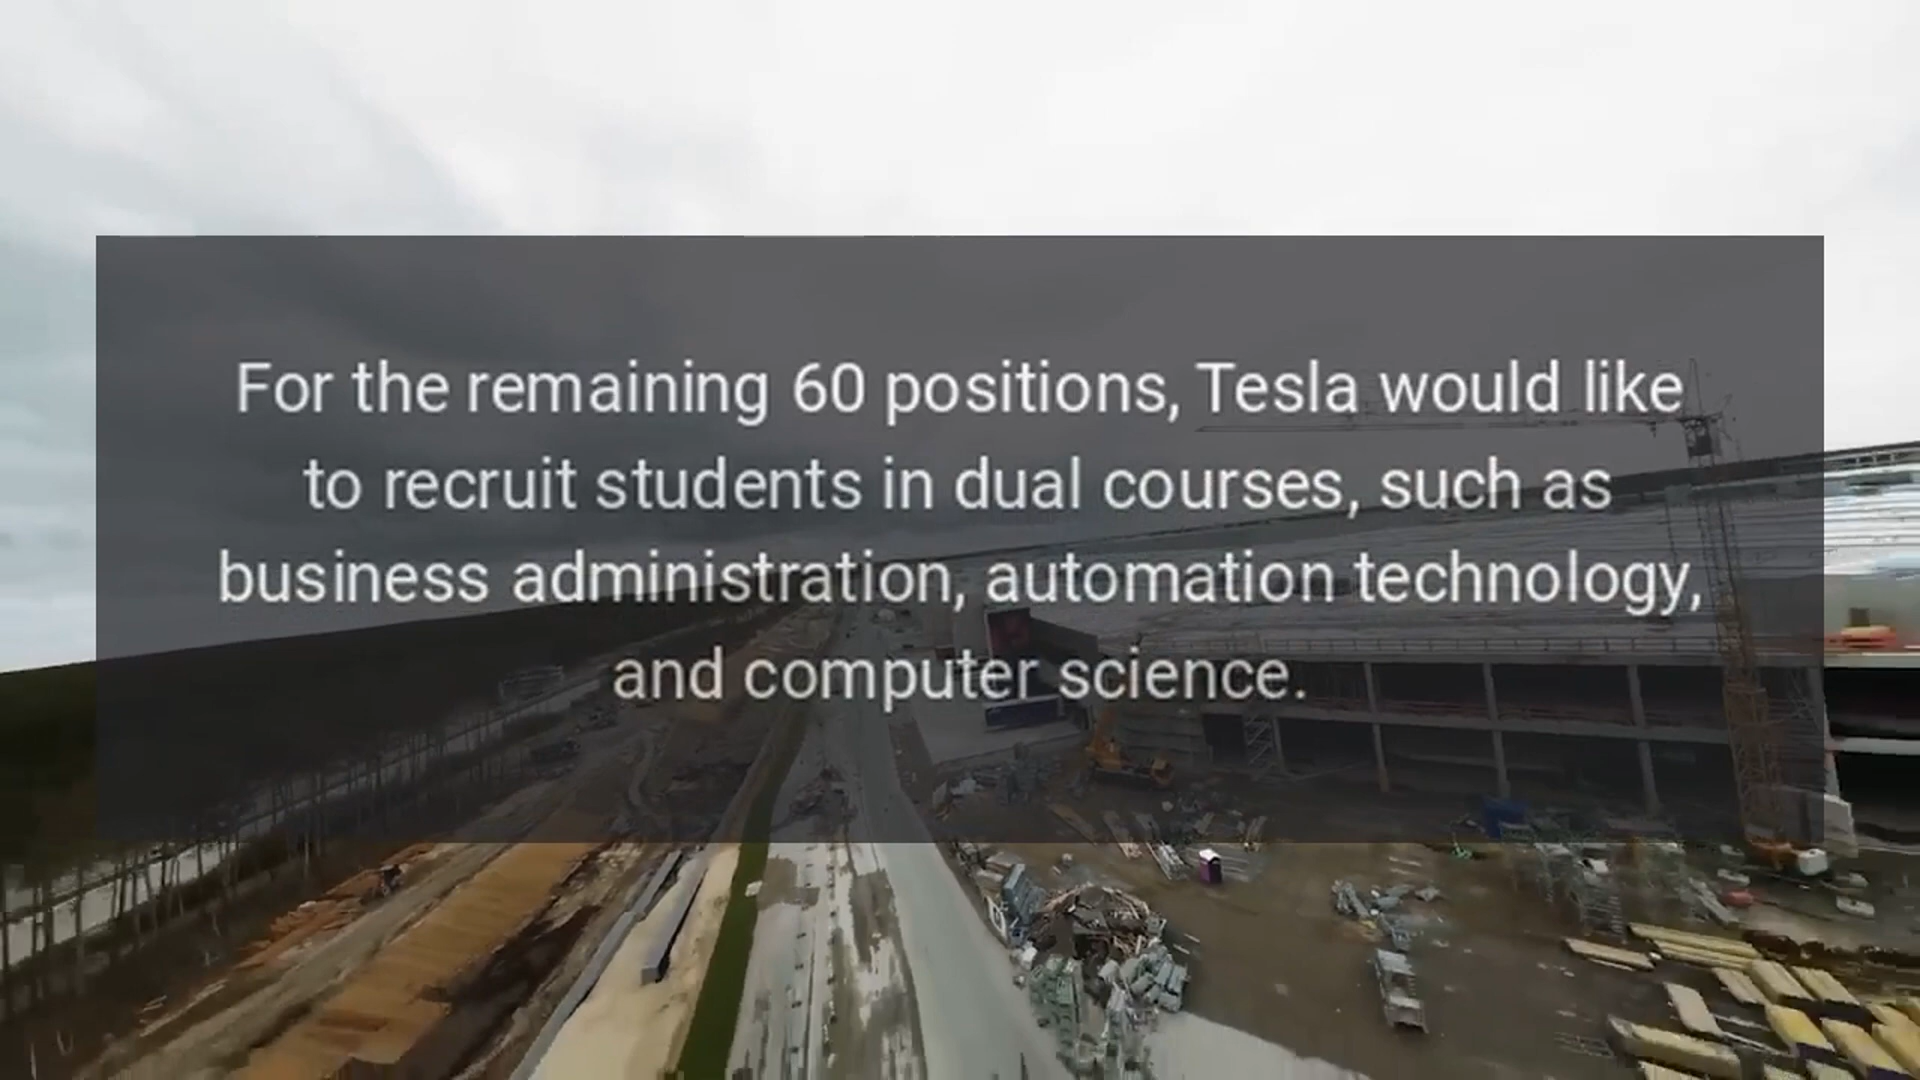 For the remaining 60 positions, Tesla would like
to recruit students in dual courses, such as
business administration, automation technology,
and computer science.